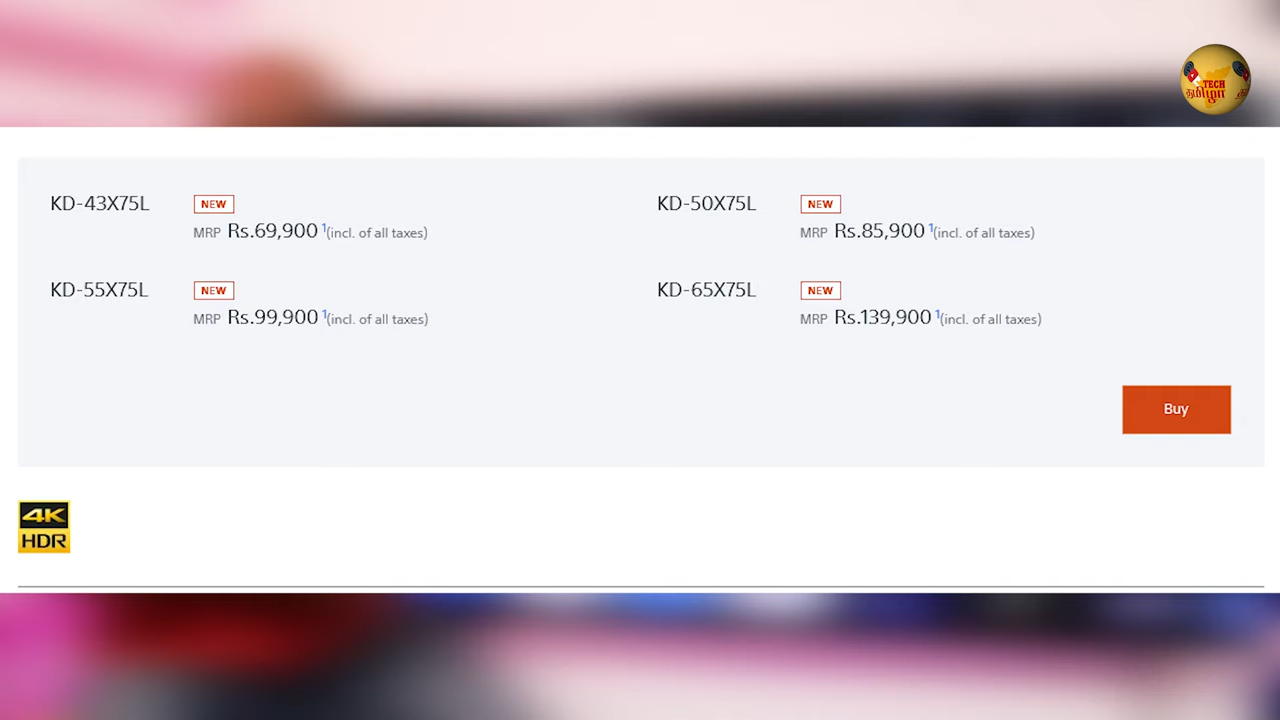 TECH
தமிழா
KD-43X75L
NEW
MRP Rs.69,900 1(incl. of all taxes)
KD-50X75L
NEW
MRP Rs.85,900 1(incl. of all taxes)
KD-55X75L
NEW
MRP Rs.99,900 1(incl. of all taxes)
KD-65X75L
NEW
MRP Rs.139,900 1(incl. of all taxes)
Buy
4K
HDR